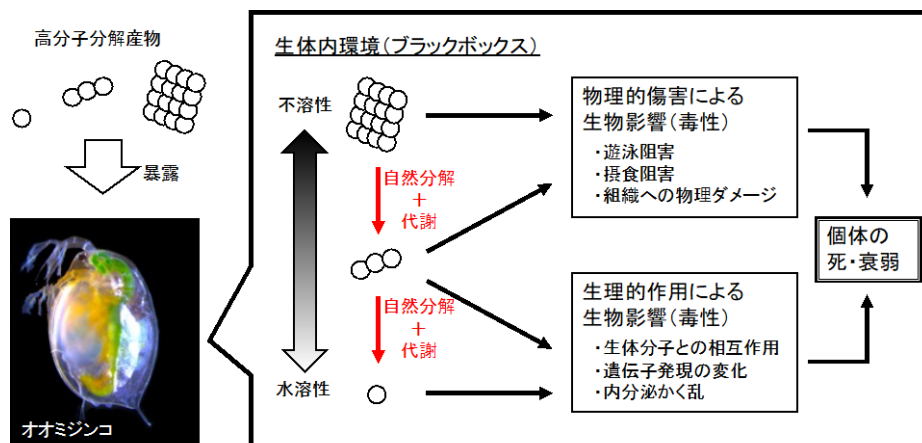 高分子分解産物
暴露
オオミジンコ
生体内環境（ブラックボックス）
不溶性
自然分解
＋
代謝
自然分解
＋
代謝
水溶性
物理的傷害による
生物影響（毒性）
・遊泳阻害
・摂食阻害
・組織への物理ダメージ
生理的作用による
生物影響（毒性）
・生体分子との相互作用
・遺伝子発現の変化
・内分泌かく乱
個体の
死・衰弱